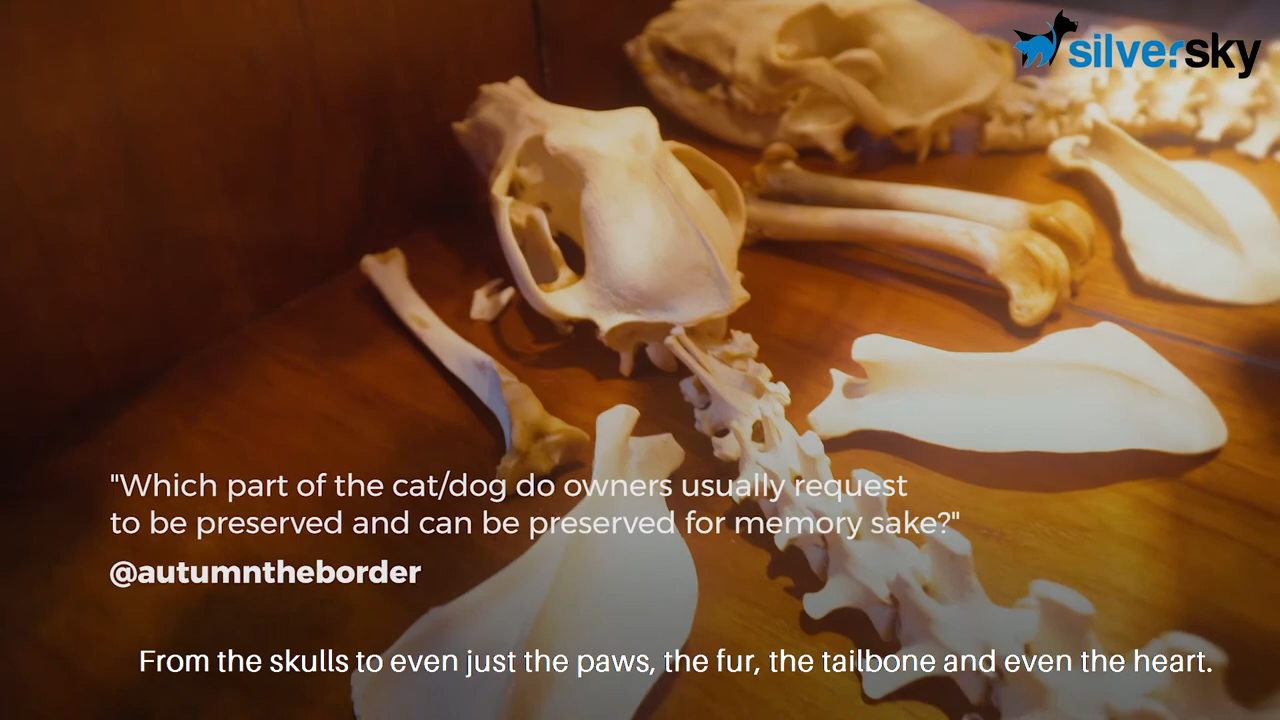 silversky
"Which part of the cat/dog do owners usually request
to be preserved and can be preserved for memory sake?"
@autumntheborder
From the skulls to even just the paws, the fur, the tailbone and even the heart.